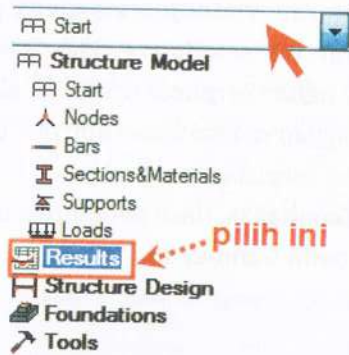 Start
Structure Model
Start
Nodes
Bars
Sections&Materials
Supports
Loads
Results pilih ini
Structure Design
Foundations
Tools